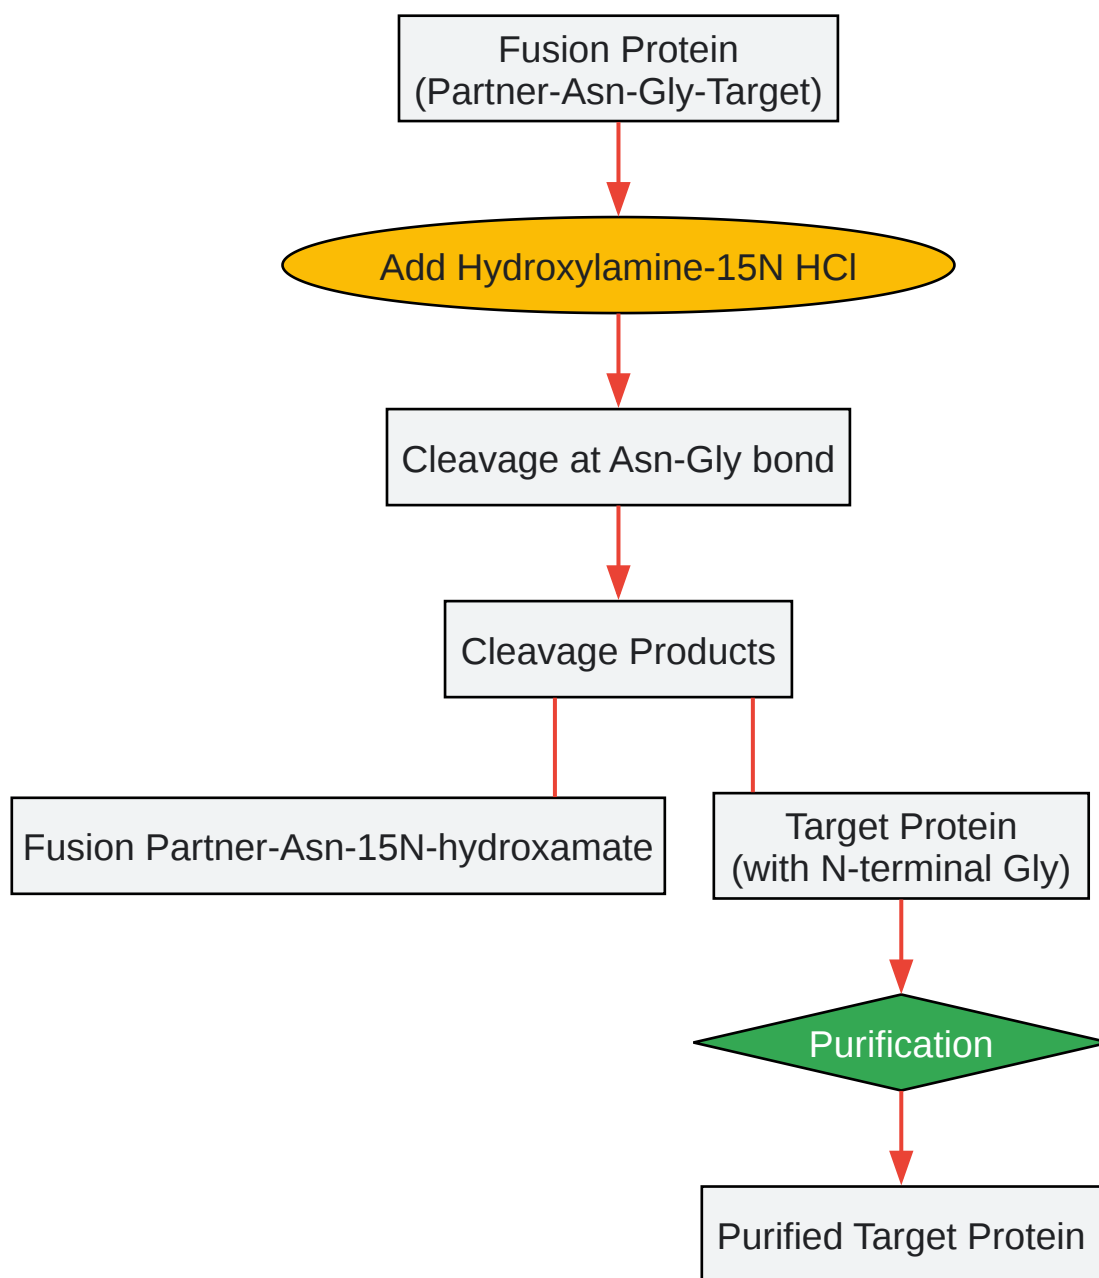 Fusion Protein
(Partner-Asn-Gly-Target)
Add Hydroxylamine-15N HCl
Cleavage at Asn-Gly bond
Cleavage Products
Fusion Partner-Asn-15N-hydroxamate
Target Protein
(with N-terminal Gly)
Purification
Purified Target Protein